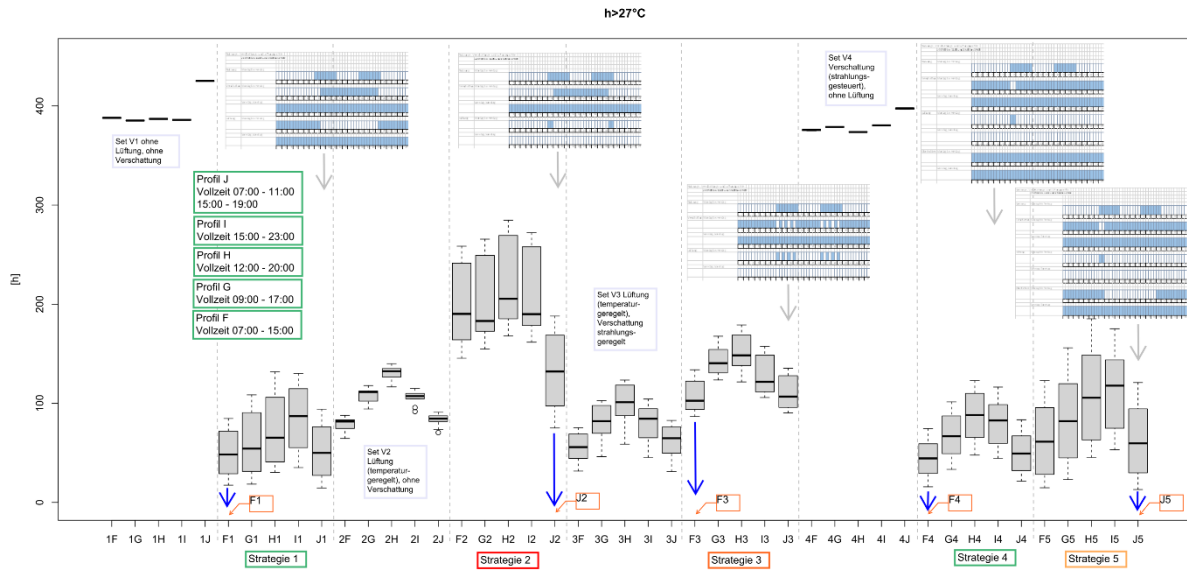 h>27°C
400
300
200
100
0
[h]
Set V1 ohne
Lüftung, ohne
Verschattung
Profil J
Vollzeit 07:00 - 11:00
15:00 - 19:00
Profil I
Vollzeit 15:00 - 23:00
Profil H
Vollzeit 12:00 - 20:00
Profil G
Vollzeit 09:00 - 17:00
Profil F
Vollzeit 07:00 - 15:00
Set V2
Lüftung
(temperatur-
geregelt), ohne
Verschattung
Set V3 Lüftung
(temperatur-
geregelt),
Verschattung
strahlungs-
geregelt
Set V4
Verschattung
(strahlungs-
gesteuert),
ohne Lüftung
F1
J2
F3
F4
J5
1F 1G 1H 1I 1J F1 G1 H1 I1 J1 2F 2G 2H 2I 2J F2 G2 H2 I2 J2 3F 3G 3H 3I 3J F3 G3 H3 I3 J3 4F 4G 4H 4I 4J F4 G4 H4 I4 J4 F5 G5 H5 I5 J5
Strategie 1
Strategie 2
Strategie 3
Strategie 4
Strategie 5